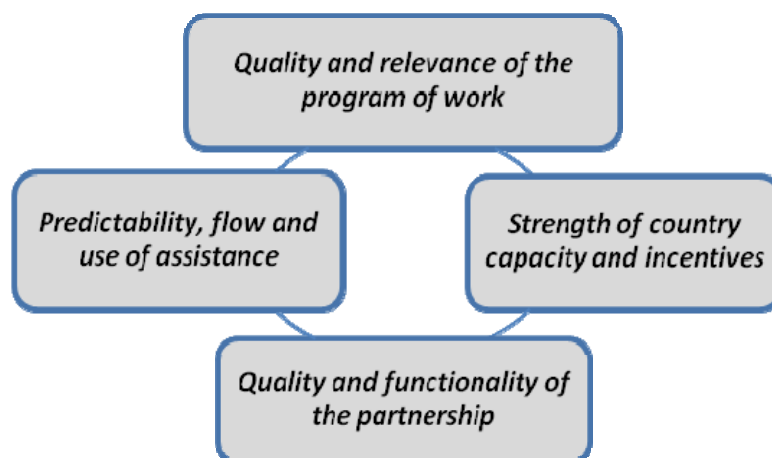 Quality and relevance of the
program of work
Predictability, flow and
use of assistance
Strength of country
capacity and incentives
Quality and functionality of
the partnership